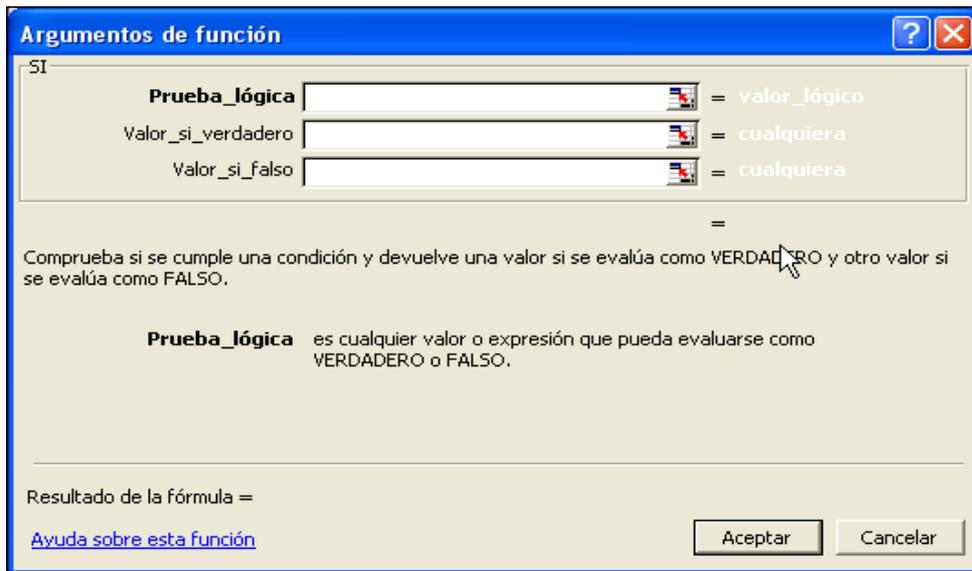 Argumentos de función
SI
Prueba_lógica = valor_lógico
Valor_si_verdadero = cualquiera
Valor_si_falso = cualquiera
=
Comprueba si se cumple una condición y devuelve una valor si se evalúa como VERDADERO y otro valor si
se evalúa como FALSO.
Prueba_lógica es cualquier valor o expresión que pueda evaluarse como
VERDADERO o FALSO.
Resultado de la fórmula =
Ayuda sobre esta función Aceptar Cancelar